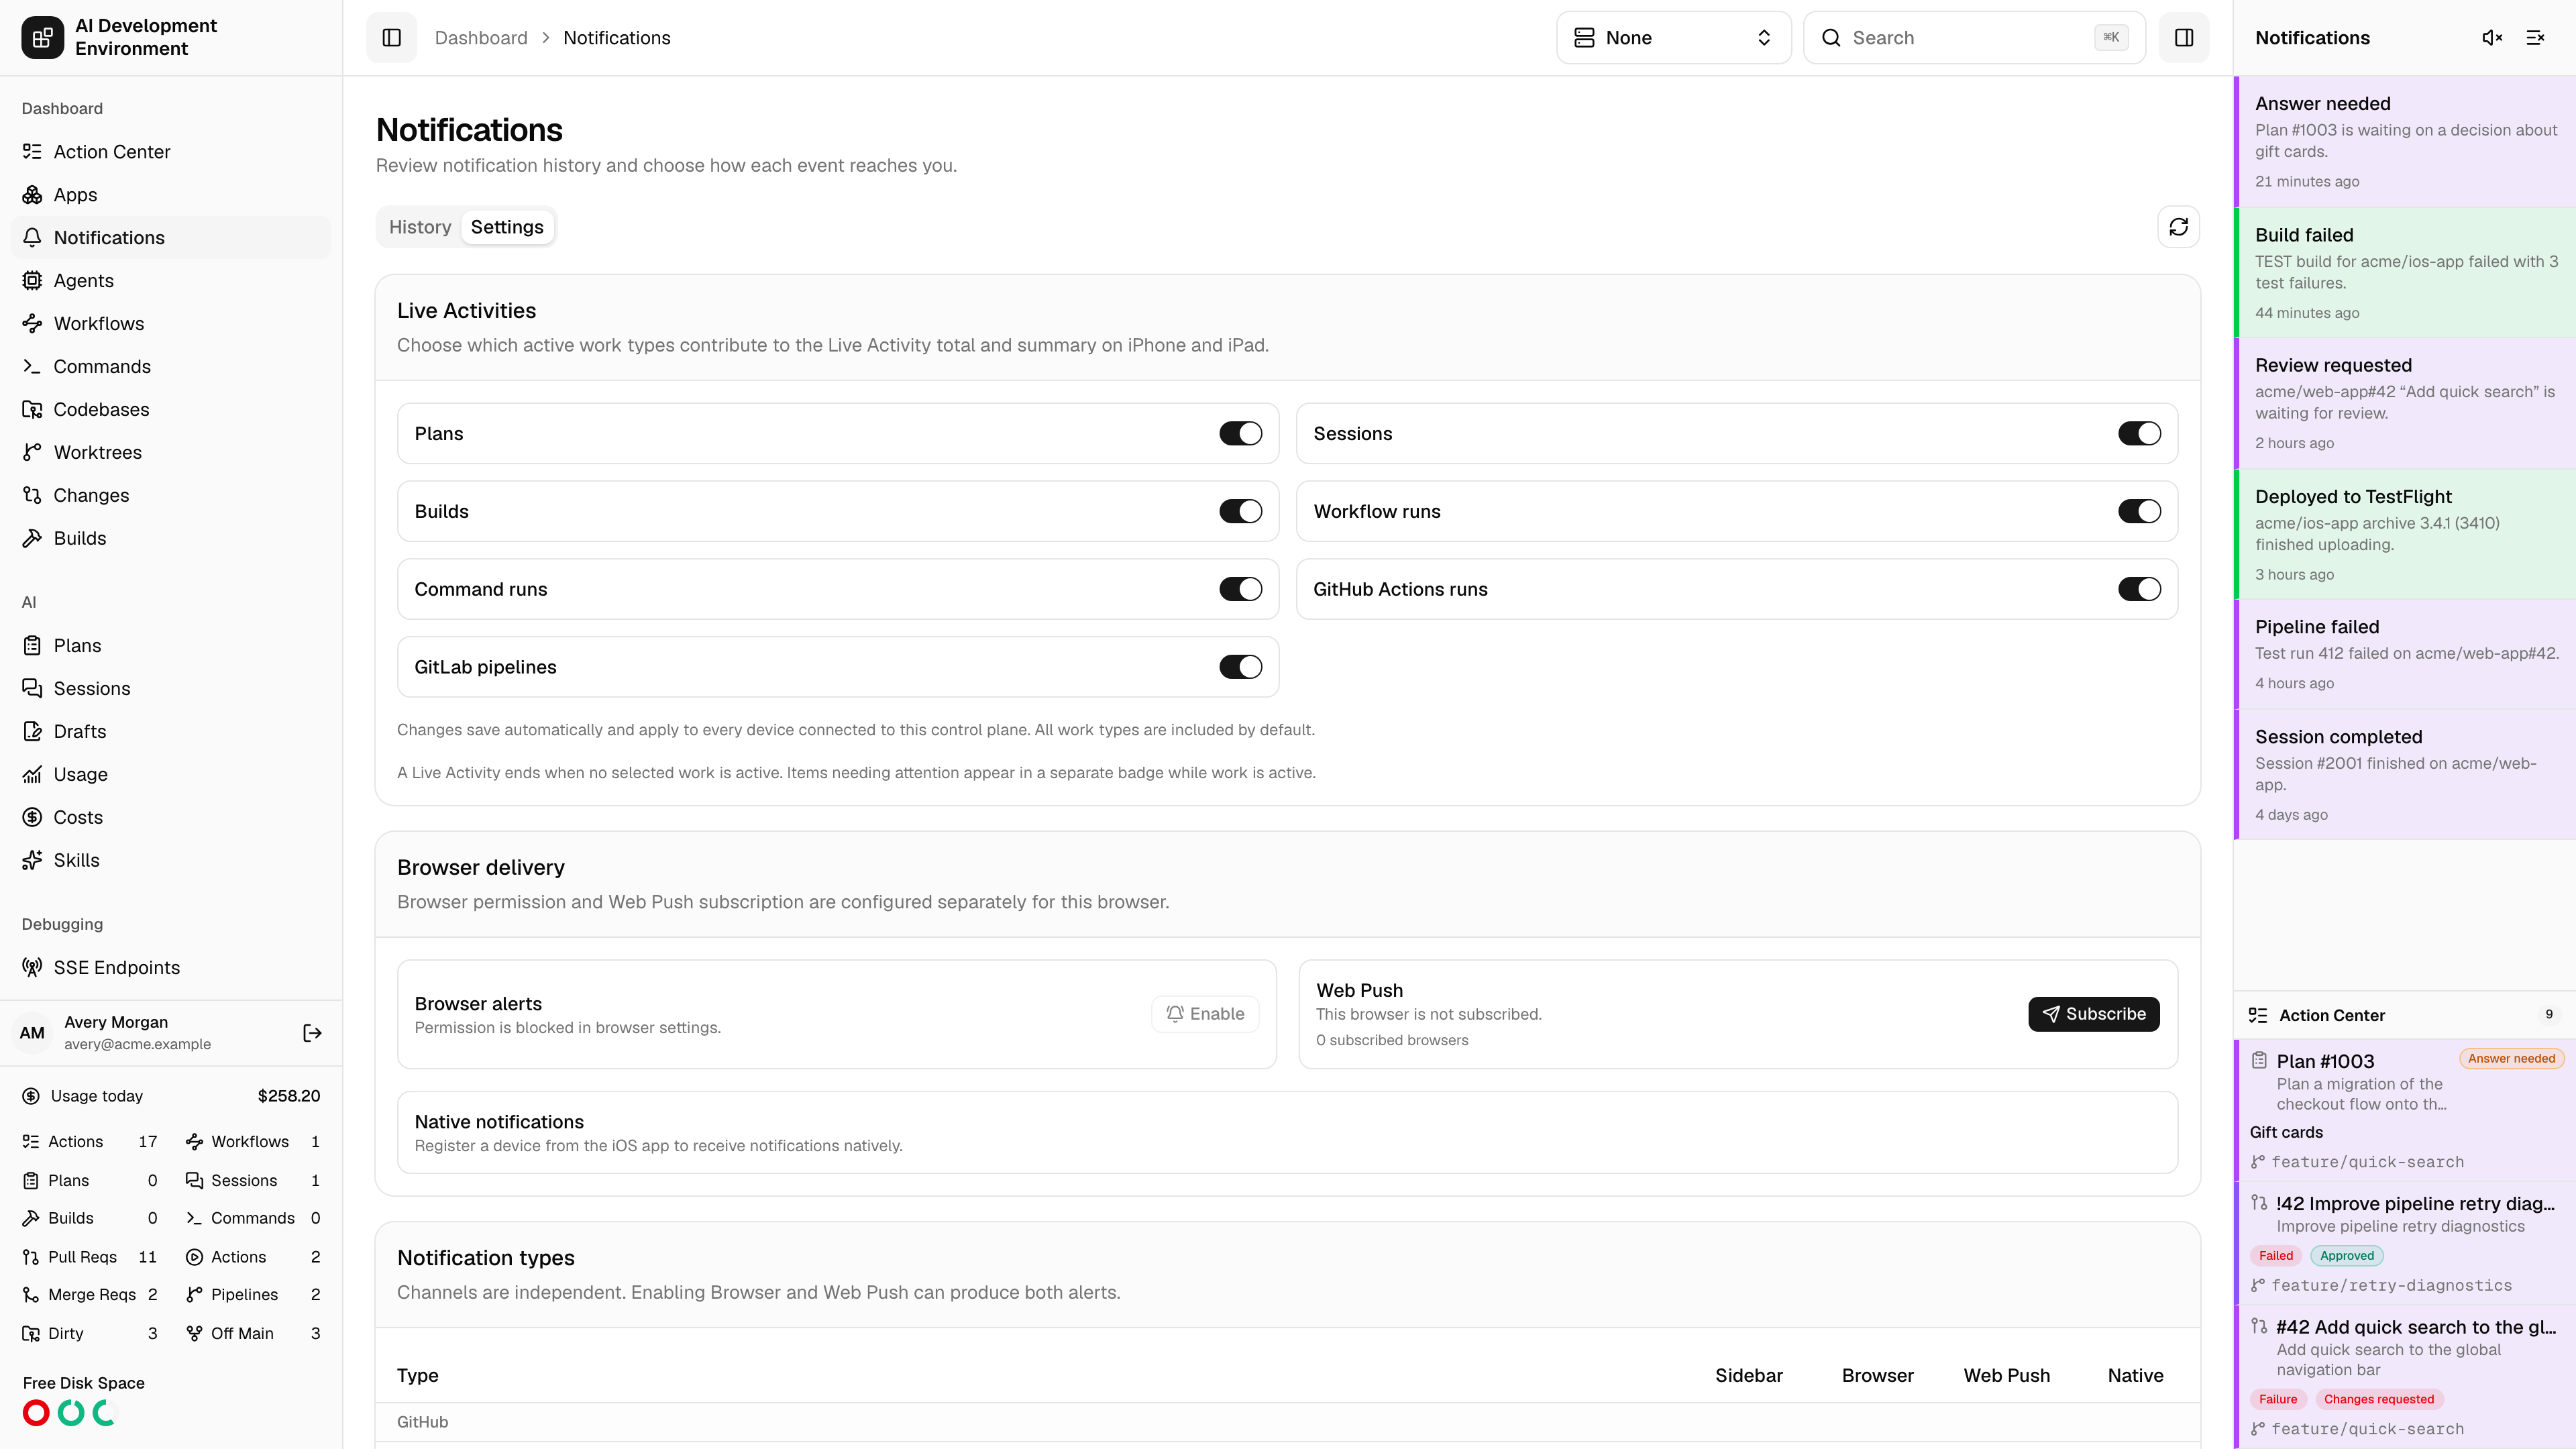 AI Development
Environment
Dashboard
Action Center
Apps
Notifications
Agents
Workflows
Commands
Codebases
Worktrees
Changes
Builds
AI
Plans
Sessions
Drafts
Usage
Costs
Skills
Debugging
SSE Endpoints
AM
Avery Morgan
avery@acme.example
Usage today $258.20
Actions 17 Workflows 1
Plans 0 Sessions 1
Builds 0 Commands 0
Pull Reqs 11 Actions 2
Merge Reqs 2 Pipelines 2
Dirty 3 Off Main 3
Free Disk Space
Dashboard > Notifications
None
Search ⌘K
Notifications
Review notification history and choose how each event reaches you.
History Settings
Live Activities
Choose which active work types contribute to the Live Activity total and summary on iPhone and iPad.
Plans
Sessions
Builds
Workflow runs
Command runs
GitHub Actions runs
GitLab pipelines
Changes save automatically and apply to every device connected to this control plane. All work types are included by default.
A Live Activity ends when no selected work is active. Items needing attention appear in a separate badge while work is active.
Browser delivery
Browser permission and Web Push subscription are configured separately for this browser.
Browser alerts
Permission is blocked in browser settings.
Enable
Web Push
This browser is not subscribed.
0 subscribed browsers
Subscribe
Native notifications
Register a device from the iOS app to receive notifications natively.
Notification types
Channels are independent. Enabling Browser and Web Push can produce both alerts.
Type Sidebar Browser Web Push Native
GitHub
Notifications
Answer needed
Plan #1003 is waiting on a decision about
gift cards.
21 minutes ago
Build failed
TEST build for acme/ios-app failed with 3
test failures.
44 minutes ago
Review requested
acme/web-app#42 “Add quick search” is
waiting for review.
2 hours ago
Deployed to TestFlight
acme/ios-app archive 3.4.1 (3410)
finished uploading.
3 hours ago
Pipeline failed
Test run 412 failed on acme/web-app#42.
4 hours ago
Session completed
Session #2001 finished on acme/web-
app.
4 days ago
Action Center 9
Plan #1003 Answer needed
Plan a migration of the
checkout flow onto th…
Gift cards
feature/quick-search
!42 Improve pipeline retry diag…
Improve pipeline retry diagnostics
Failed Approved
feature/retry-diagnostics
#42 Add quick search to the gl…
Add quick search to the global
navigation bar
Failure Changes requested
feature/quick-search